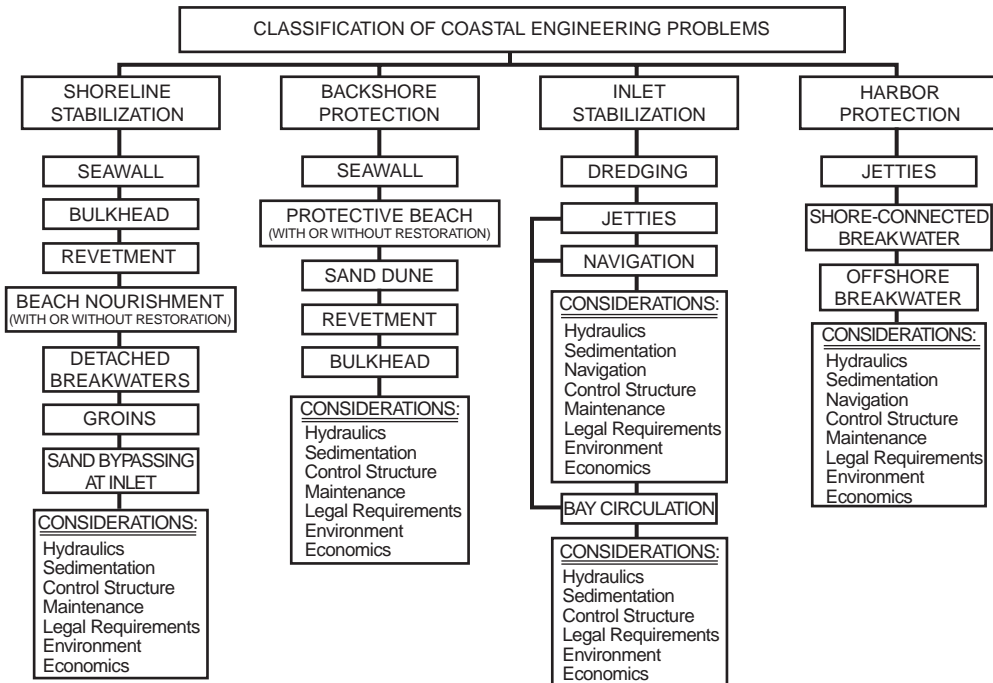 CLASSIFICATION OF COASTAL ENGINEERING PROBLEMS
SHORELINE
STABILIZATION
SEAWALL
BULKHEAD
REVETMENT
BEACH NOURISHMENT
(WITH OR WITHOUT RESTORATION)
DETACHED
BREAKWATERS
GROINS
SAND BYPASSING
AT INLET
CONSIDERATIONS:
Hydraulics
Sedimentation
Control Structure
Maintenance
Legal Requirements
Environment
Economics
BACKSHORE
PROTECTION
SEAWALL
PROTECTIVE BEACH
(WITH OR WITHOUT RESTORATION)
SAND DUNE
REVETMENT
BULKHEAD
CONSIDERATIONS:
Hydraulics
Sedimentation
Control Structure
Maintenance
Legal Requirements
Environment
Economics
INLET
STABILIZATION
DREDGING
JETTIES
NAVIGATION
CONSIDERATIONS:
Hydraulics
Sedimentation
Navigation
Control Structure
Maintenance
Legal Requirements
Environment
Economics
BAY CIRCULATION
CONSIDERATIONS:
Hydraulics
Sedimentation
Control Structure
Legal Requirements
Environment
Economics
HARBOR
PROTECTION
JETTIES
SHORE-CONNECTED
BREAKWATER
OFFSHORE
BREAKWATER
CONSIDERATIONS:
Hydraulics
Sedimentation
Navigation
Control Structure
Maintenance
Legal Requirements
Environment
Economics